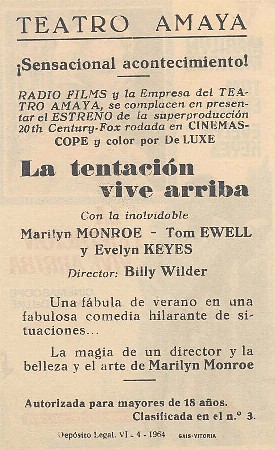 TEATRO AMAYA
¡Sensacional acontecimiento!
RADIO FILMS y la Empresa del TEA-
TRO AMAYA, se complacen en presen-
tar el ESTRENO de la superproducción
20th Century-Fox rodada en CINEMAS-
COPE y color por De LUXE
La tentación
vive arriba
Con la inolvidable
Marilyn MONROE - Tom EWELL
y Evelyn KEYES
Director: Billy Wilder
Una fábula de verano en una
fabulosa comedia hilarante de si-
tuaciones...
La magia de un director y la
belleza y el arte de Marilyn Monroe
Autorizada para mayores de 18 años.
Clasificada en el n.º 3.
Depósito Legal. VI - 4 - 1964 GAIS-VITORIA